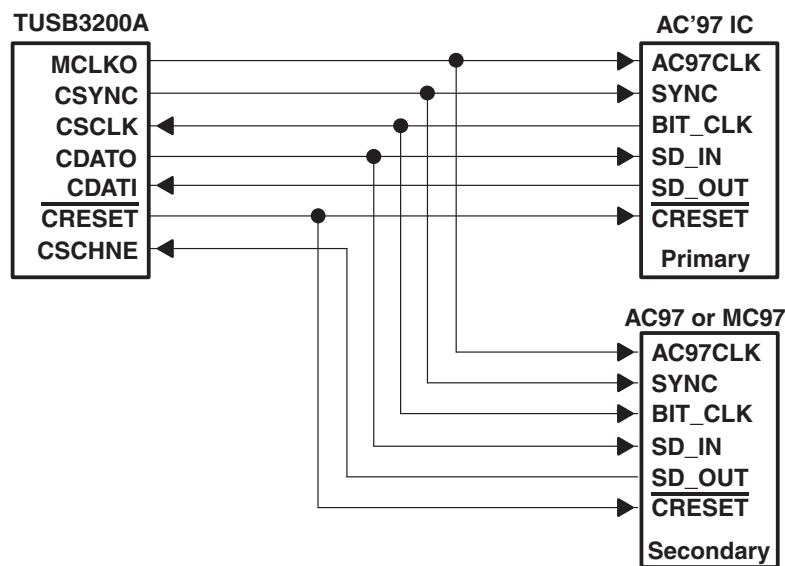 TUSB3200A
MCLKO
CSYNC
CSCLK
CDATO
CDATI
CRESET
CSCHNE
AC’97 IC
AC97CLK
SYNC
BIT_CLK
SD_IN
SD_OUT
CRESET
Primary
AC97 or MC97
AC97CLK
SYNC
BIT_CLK
SD_IN
SD_OUT
CRESET
Secondary